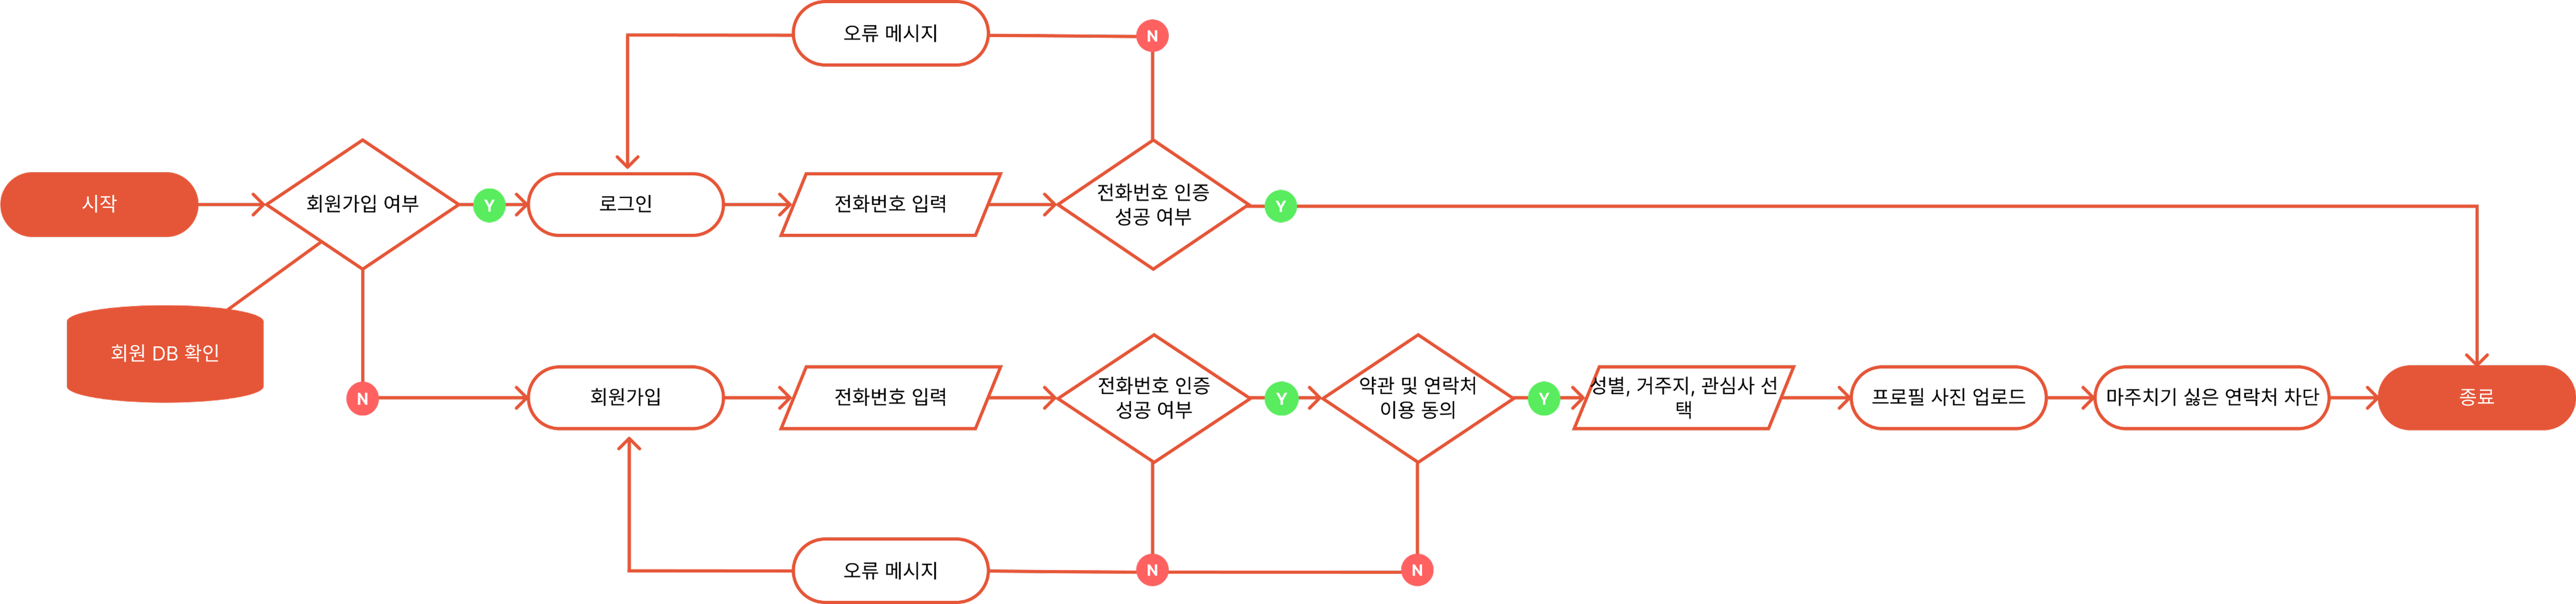 오류 메시지
N
시작
회원가입 여부
Y
로그인
전화번호 입력
전화번호 인증
성공 여부
Y
회원 DB 확인
N
회원가입
전화번호 입력
전화번호 인증
성공 여부
Y
약관 및 연락처
이용 동의
Y
성별, 거주지, 관심사 선
택
프로필 사진 업로드
마주치기 싫은 연락처 차단
종료
오류 메시지
N
N